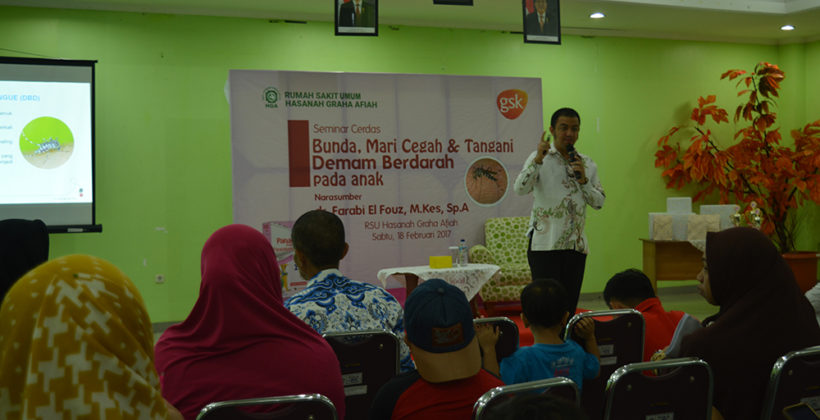 NGUE (DBD)
RUMAH SAKIT UMUM
HASANAH GRAHA AFIAH
HGA
gsk
Seminar Cerdas
Bunda, Mari Cegah & Tangani
Demam Berdarah
pada anak
Narasumber
Farabi El Fouz, M.Kes, Sp.A
RSU Hasanah Graha Afiah
Sabtu, 18 Februari 2017